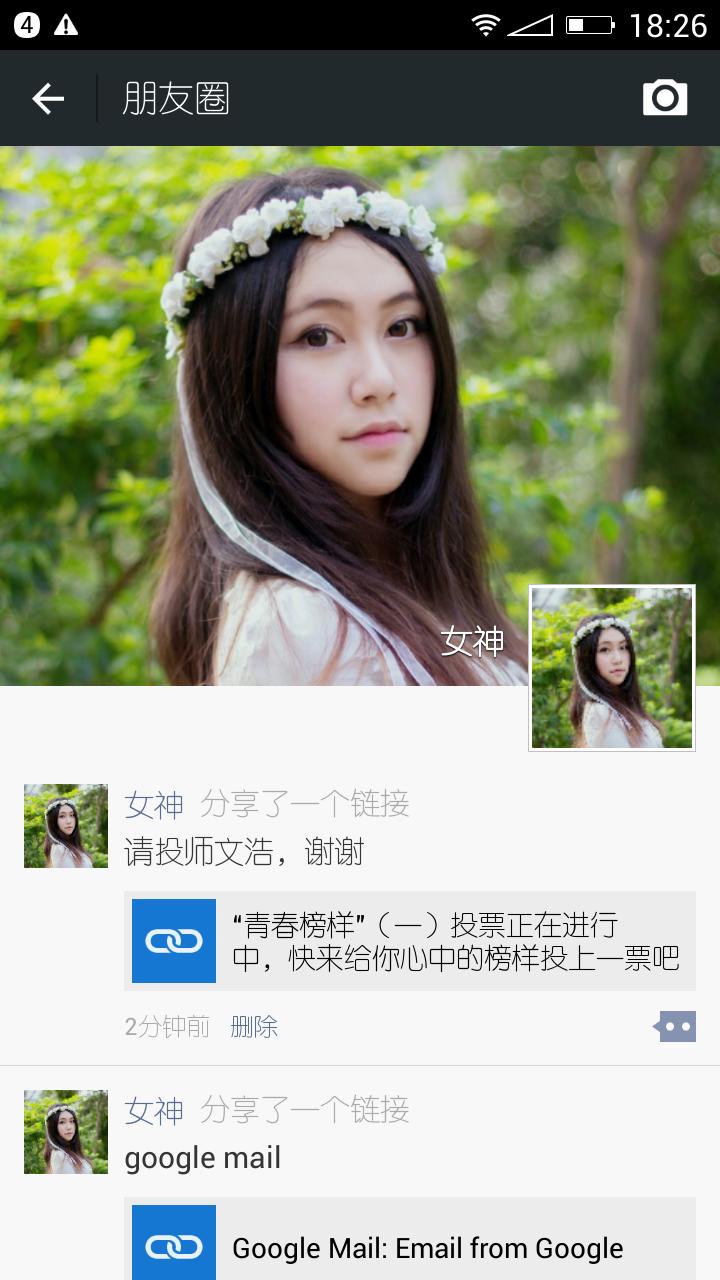 4
18:26
朋友圈
女神
女神 分享了一个链接
请投师文浩，谢谢
“青春榜样”（一）投票正在进行
中，快来给你心中的榜样投上一票吧
2分钟前 删除
女神 分享了一个链接
google mail
Google Mail: Email from Google